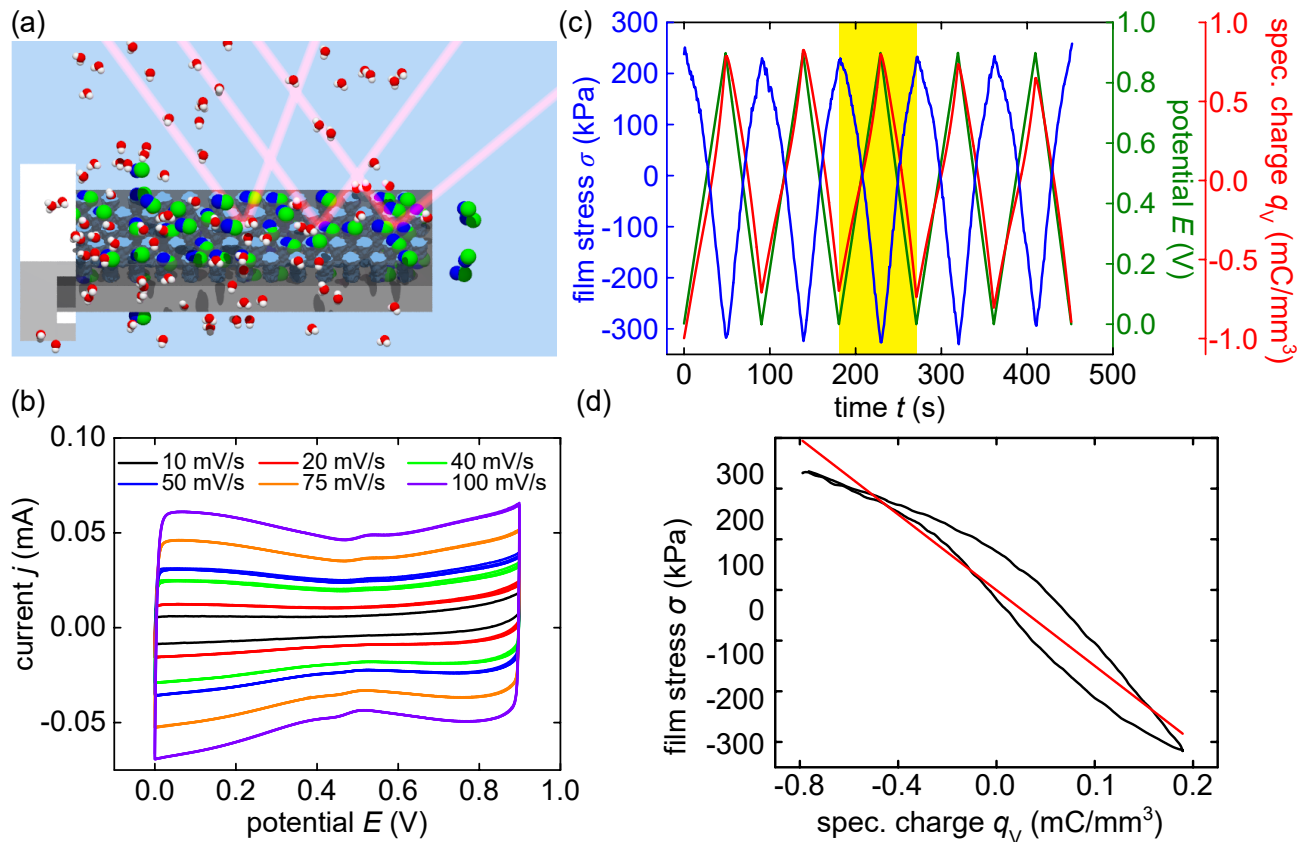 (a)
(b)
0.10
0.05
0.00
-0.05
current j (mA)
10 mV/s 20 mV/s 40 mV/s
50 mV/s 75 mV/s 100 mV/s
0.0 0.2 0.4 0.6 0.8 1.0
potential E (V)
(c)
300
200
100
0
-100
-200
-300
film stress σ (kPa)
0 100 200 300 400 500
time t (s)
1.0
0.8
0.6
0.4
0.2
0.0
potential E (V)
1.0
0.5
0.0
-0.5
-1.0
spec. charge qV (mC/mm³)
(d)
300
200
100
0
-100
-200
-300
film stress σ (kPa)
-0.8 -0.4 0.0 0.1 0.2
spec. charge qV (mC/mm³)